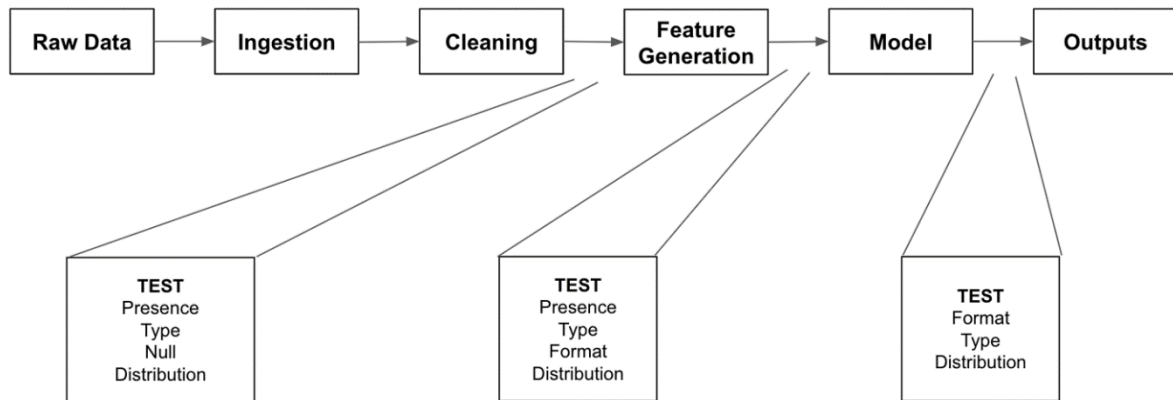 Raw Data
Ingestion
Cleaning
Feature
Generation
Model
Outputs
TEST
Presence
Type
Null
Distribution
TEST
Presence
Type
Format
Distribution
TEST
Format
Type
Distribution